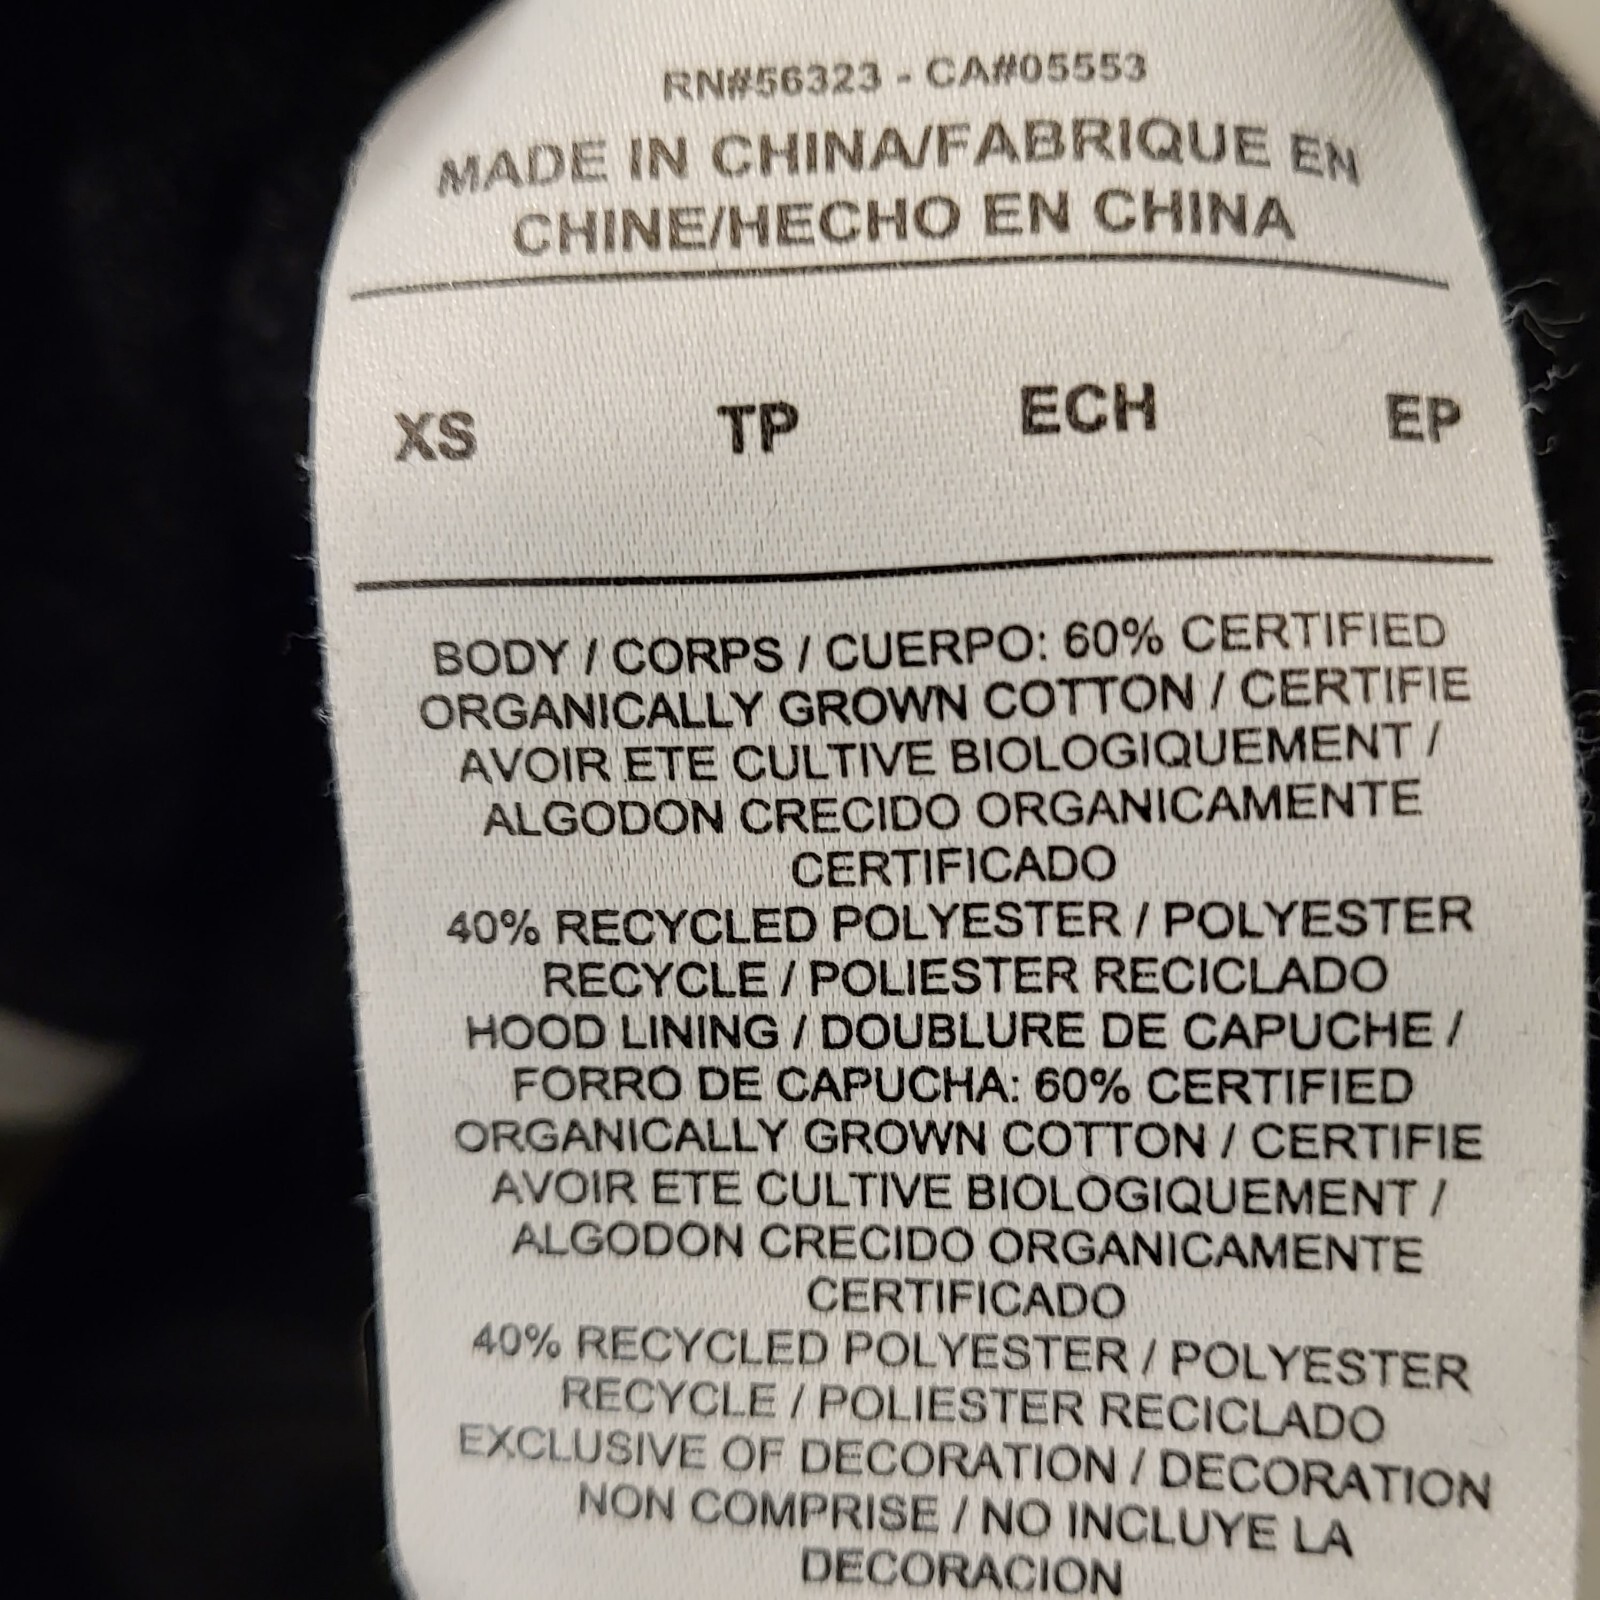 RN#56323 - CA#05553
MADE IN CHINA/FABRIQUE EN
CHINE/HECHO EN CHINA
XS TP ECH EP
BODY / CORPS / CUERPO: 60% CERTIFIED
ORGANICALLY GROWN COTTON / CERTIFIE
AVOIR ETE CULTIVE BIOLOGIQUEMENT /
ALGODON CRECIDO ORGANICAMENTE
CERTIFICADO
40% RECYCLED POLYESTER / POLYESTER
RECYCLE / POLIESTER RECICLADO
HOOD LINING / DOUBLURE DE CAPUCHE /
FORRO DE CAPUCHA: 60% CERTIFIED
ORGANICALLY GROWN COTTON / CERTIFIE
AVOIR ETE CULTIVE BIOLOGIQUEMENT /
ALGODON CRECIDO ORGANICAMENTE
CERTIFICADO
40% RECYCLED POLYESTER / POLYESTER
RECYCLE / POLIESTER RECICLADO
EXCLUSIVE OF DECORATION / DECORATION
NON COMPRISE / NO INCLUYE LA
DECORACION